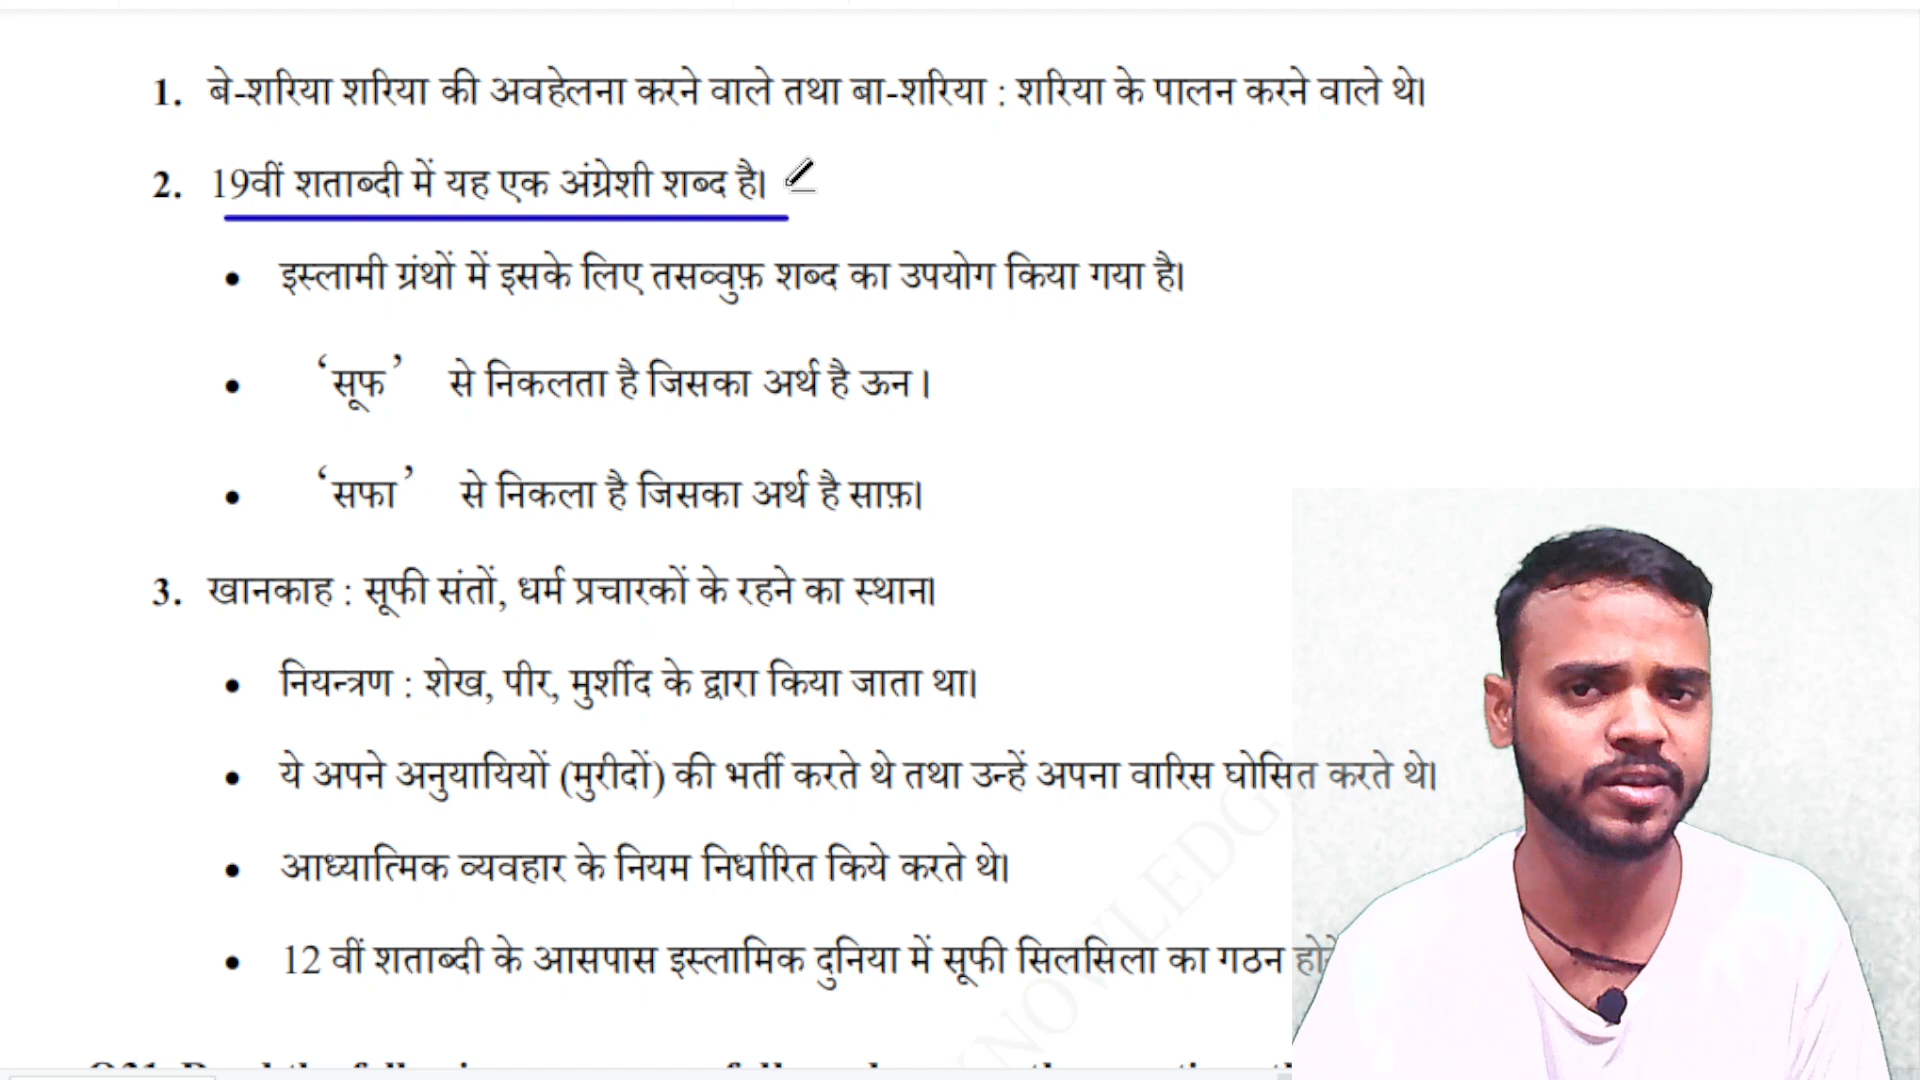 1. बे-शरिया शरिया की अवहेलना करने वाले तथा बा-शरिया : शरिया के पालन करने वाले थे।
2. 19वीं शताब्दी में यह एक अंग्रेशी शब्द है।
• इस्लामी ग्रंथों में इसके लिए तसव्वुफ़ शब्द का उपयोग किया गया है।
• ‘सूफ’ से निकलता है जिसका अर्थ है ऊन।
• ‘सफा’ से निकला है जिसका अर्थ है साफ़।
3. खानकाह : सूफी संतों, धर्म प्रचारकों के रहने का स्थान।
• नियन्त्रण : शेख, पीर, मुर्शीद के द्वारा किया जाता था।
• ये अपने अनुयायियों (मुरीदों) की भर्ती करते थे तथा उन्हें अपना वारिस घोसित करते थे।
• आध्यात्मिक व्यवहार के नियम निर्धारित किये करते थे।
• 12 वीं शताब्दी के आसपास इस्लामिक दुनिया में सूफी सिलसिला का गठन